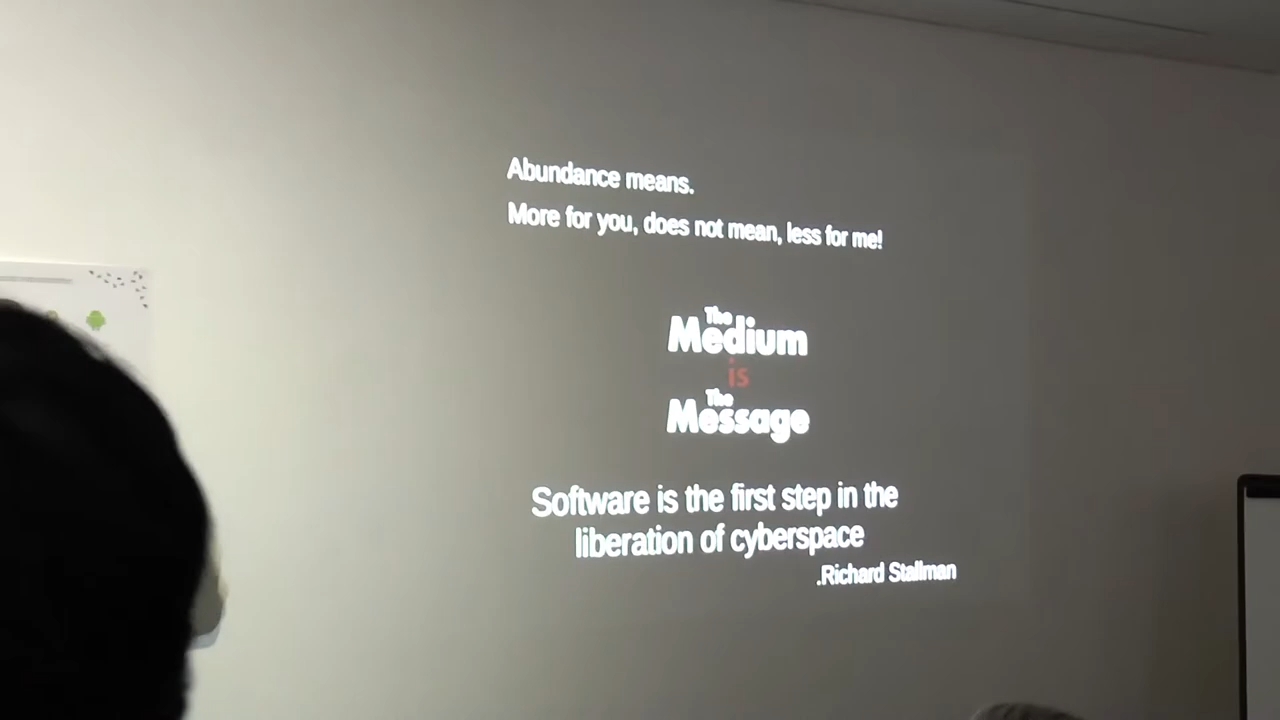 Abundance means.
More for you, does not mean, less for me!
The
Medium
is
The
Message
Software is the first step in the
liberation of cyberspace
.Richard Stallman